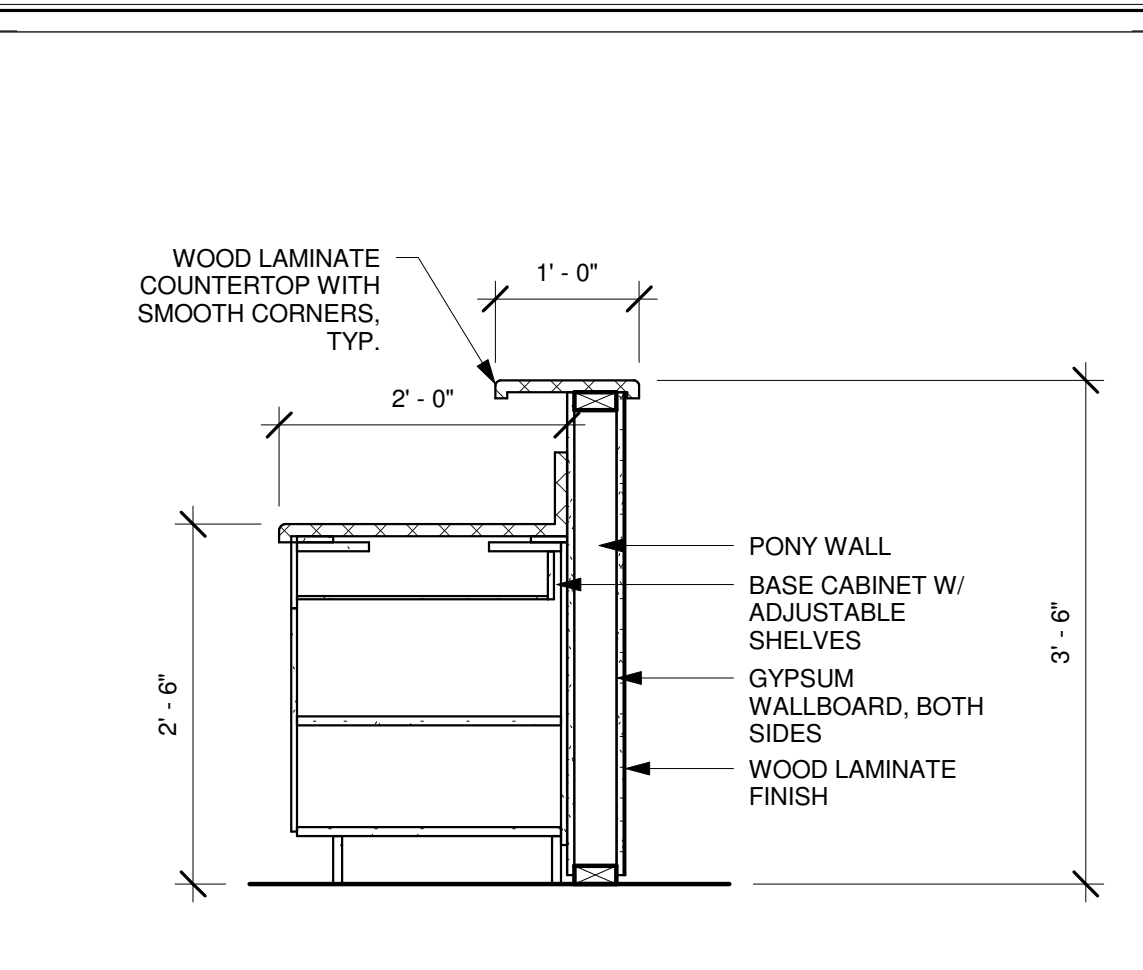 WOOD LAMINATE
COUNTERTOP WITH
SMOOTH CORNERS,
TYP.
1' - 0"
2' - 0"
2' - 6"
PONY WALL
BASE CABINET W/
ADJUSTABLE
SHELVES
GYPSUM
WALLBOARD, BOTH
SIDES
WOOD LAMINATE
FINISH
3' - 6"